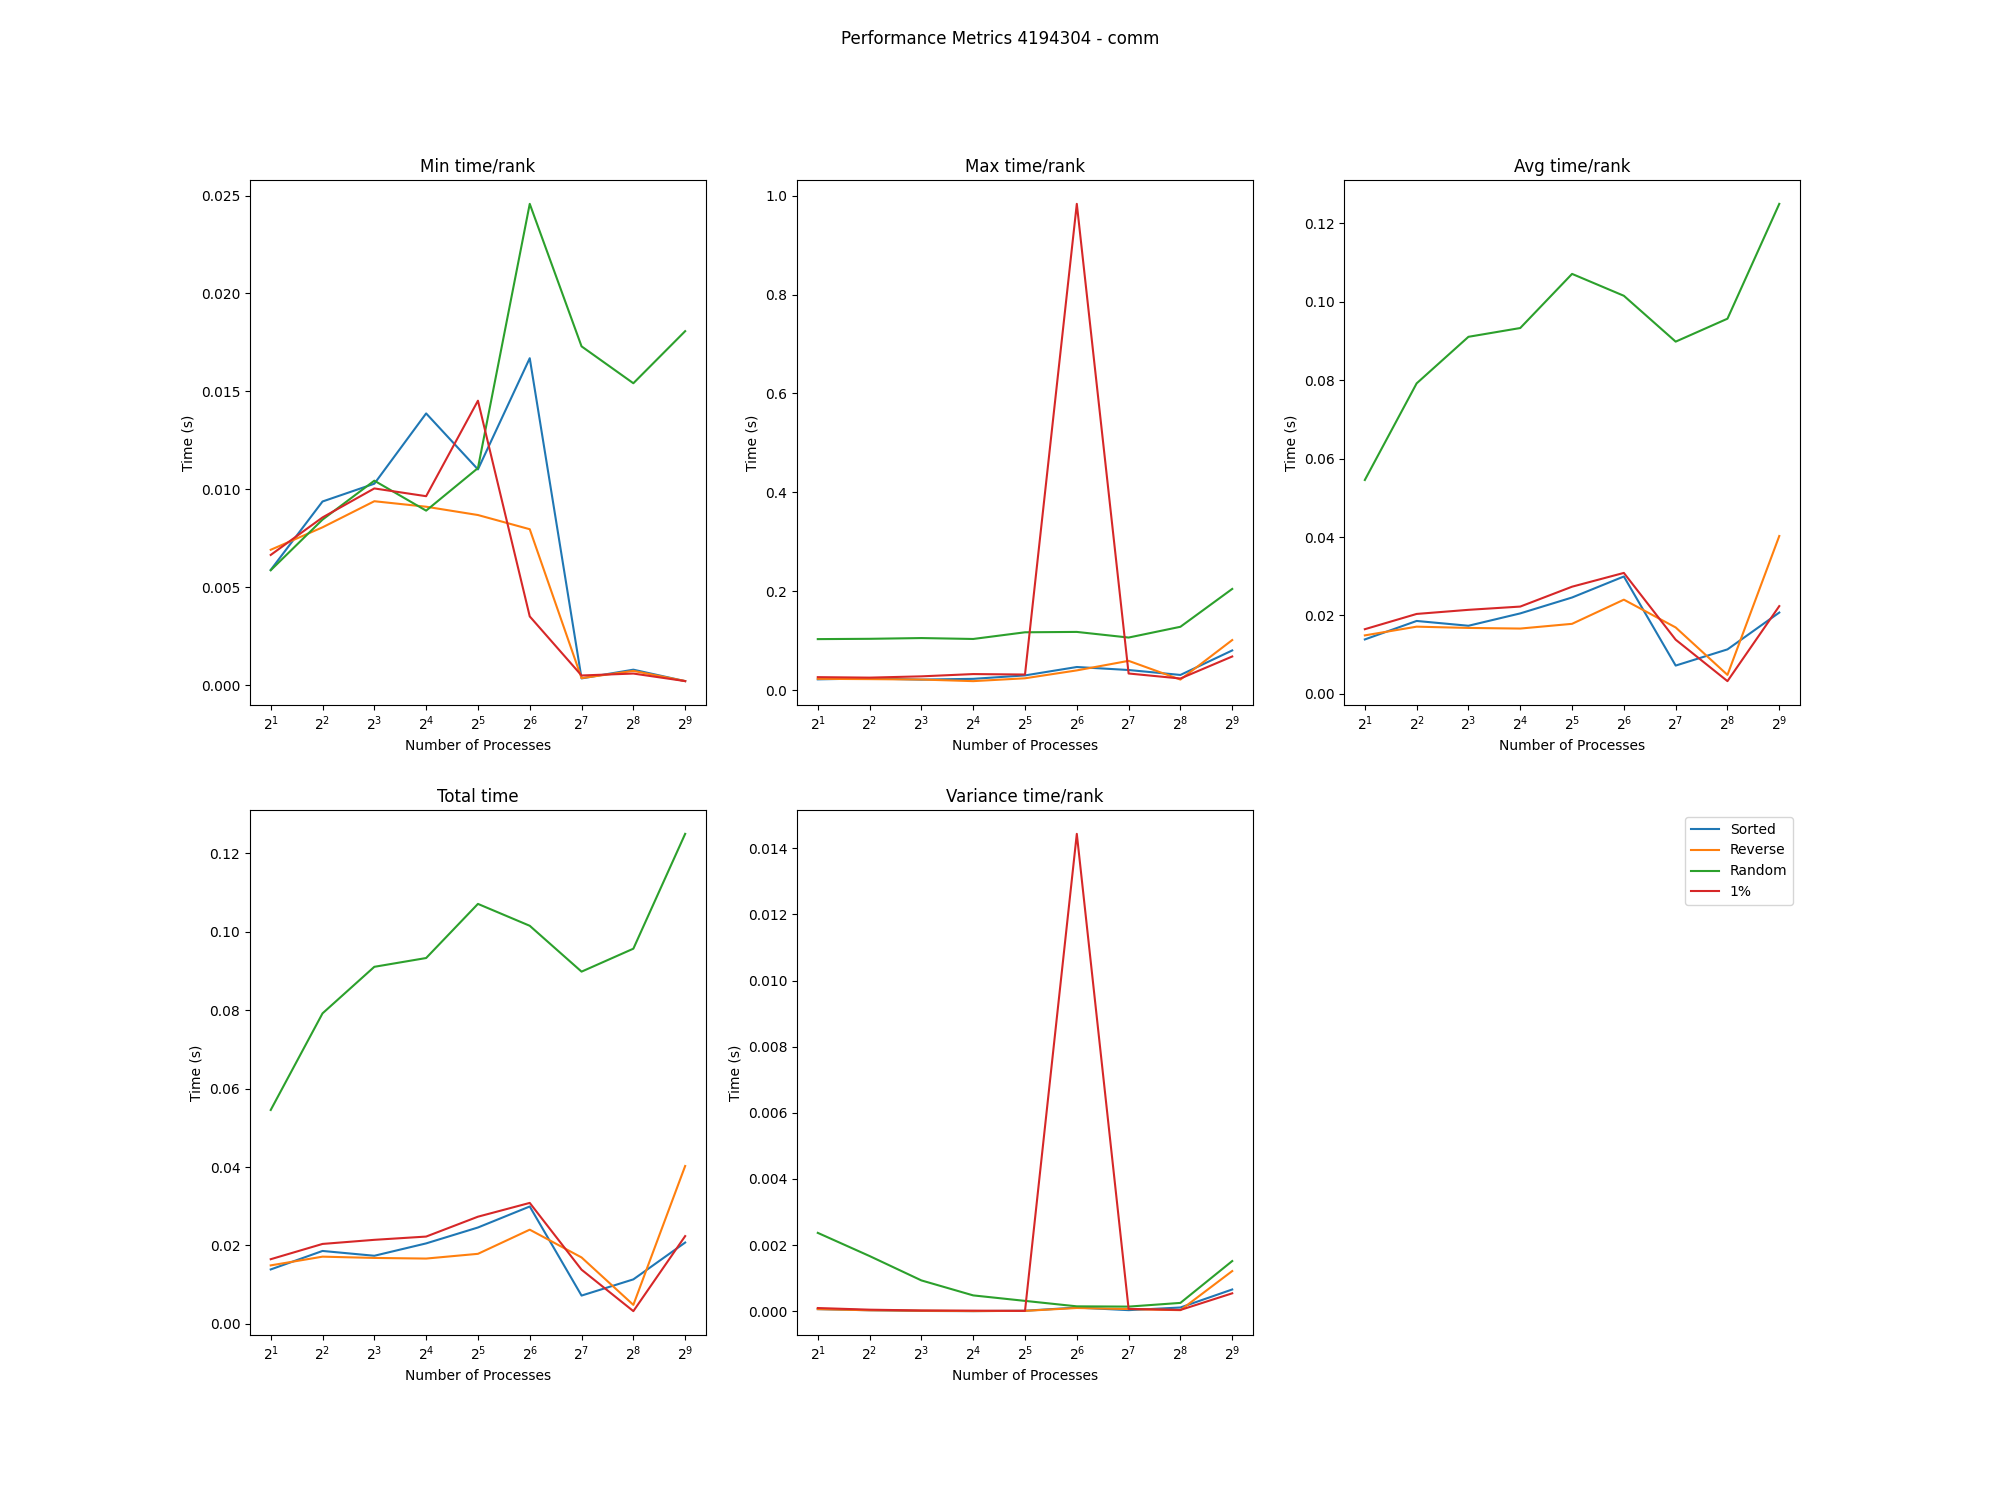 Performance Metrics 4194304 - comm
Min time/rank
0.025
0.020
0.015
0.010
0.005
0.000
Time (s)
2¹ 2² 2³ 2⁴ 2⁵ 2⁶ 2⁷ 2⁸ 2⁹
Number of Processes
Max time/rank
1.0
0.8
0.6
0.4
0.2
0.0
Time (s)
2¹ 2² 2³ 2⁴ 2⁵ 2⁶ 2⁷ 2⁸ 2⁹
Number of Processes
Avg time/rank
0.12
0.10
0.08
0.06
0.04
0.02
0.00
Time (s)
2¹ 2² 2³ 2⁴ 2⁵ 2⁶ 2⁷ 2⁸ 2⁹
Number of Processes
Total time
0.12
0.10
0.08
0.06
0.04
0.02
0.00
Time (s)
2¹ 2² 2³ 2⁴ 2⁵ 2⁶ 2⁷ 2⁸ 2⁹
Number of Processes
Variance time/rank
0.014
0.012
0.010
0.008
0.006
0.004
0.002
0.000
Time (s)
2¹ 2² 2³ 2⁴ 2⁵ 2⁶ 2⁷ 2⁸ 2⁹
Number of Processes
Sorted
Reverse
Random
1%